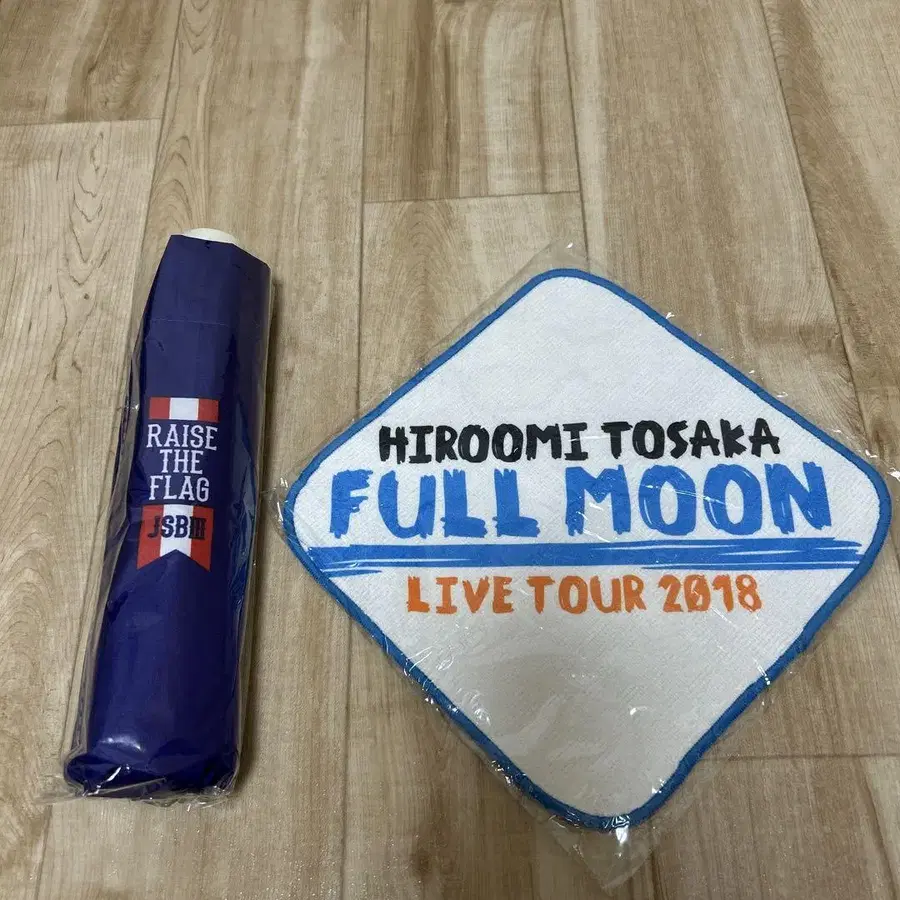 RAISE
THE
FLAG
JSBIII
HIROOMI TOSAKA
FULL MOON
LIVE TOUR 2018